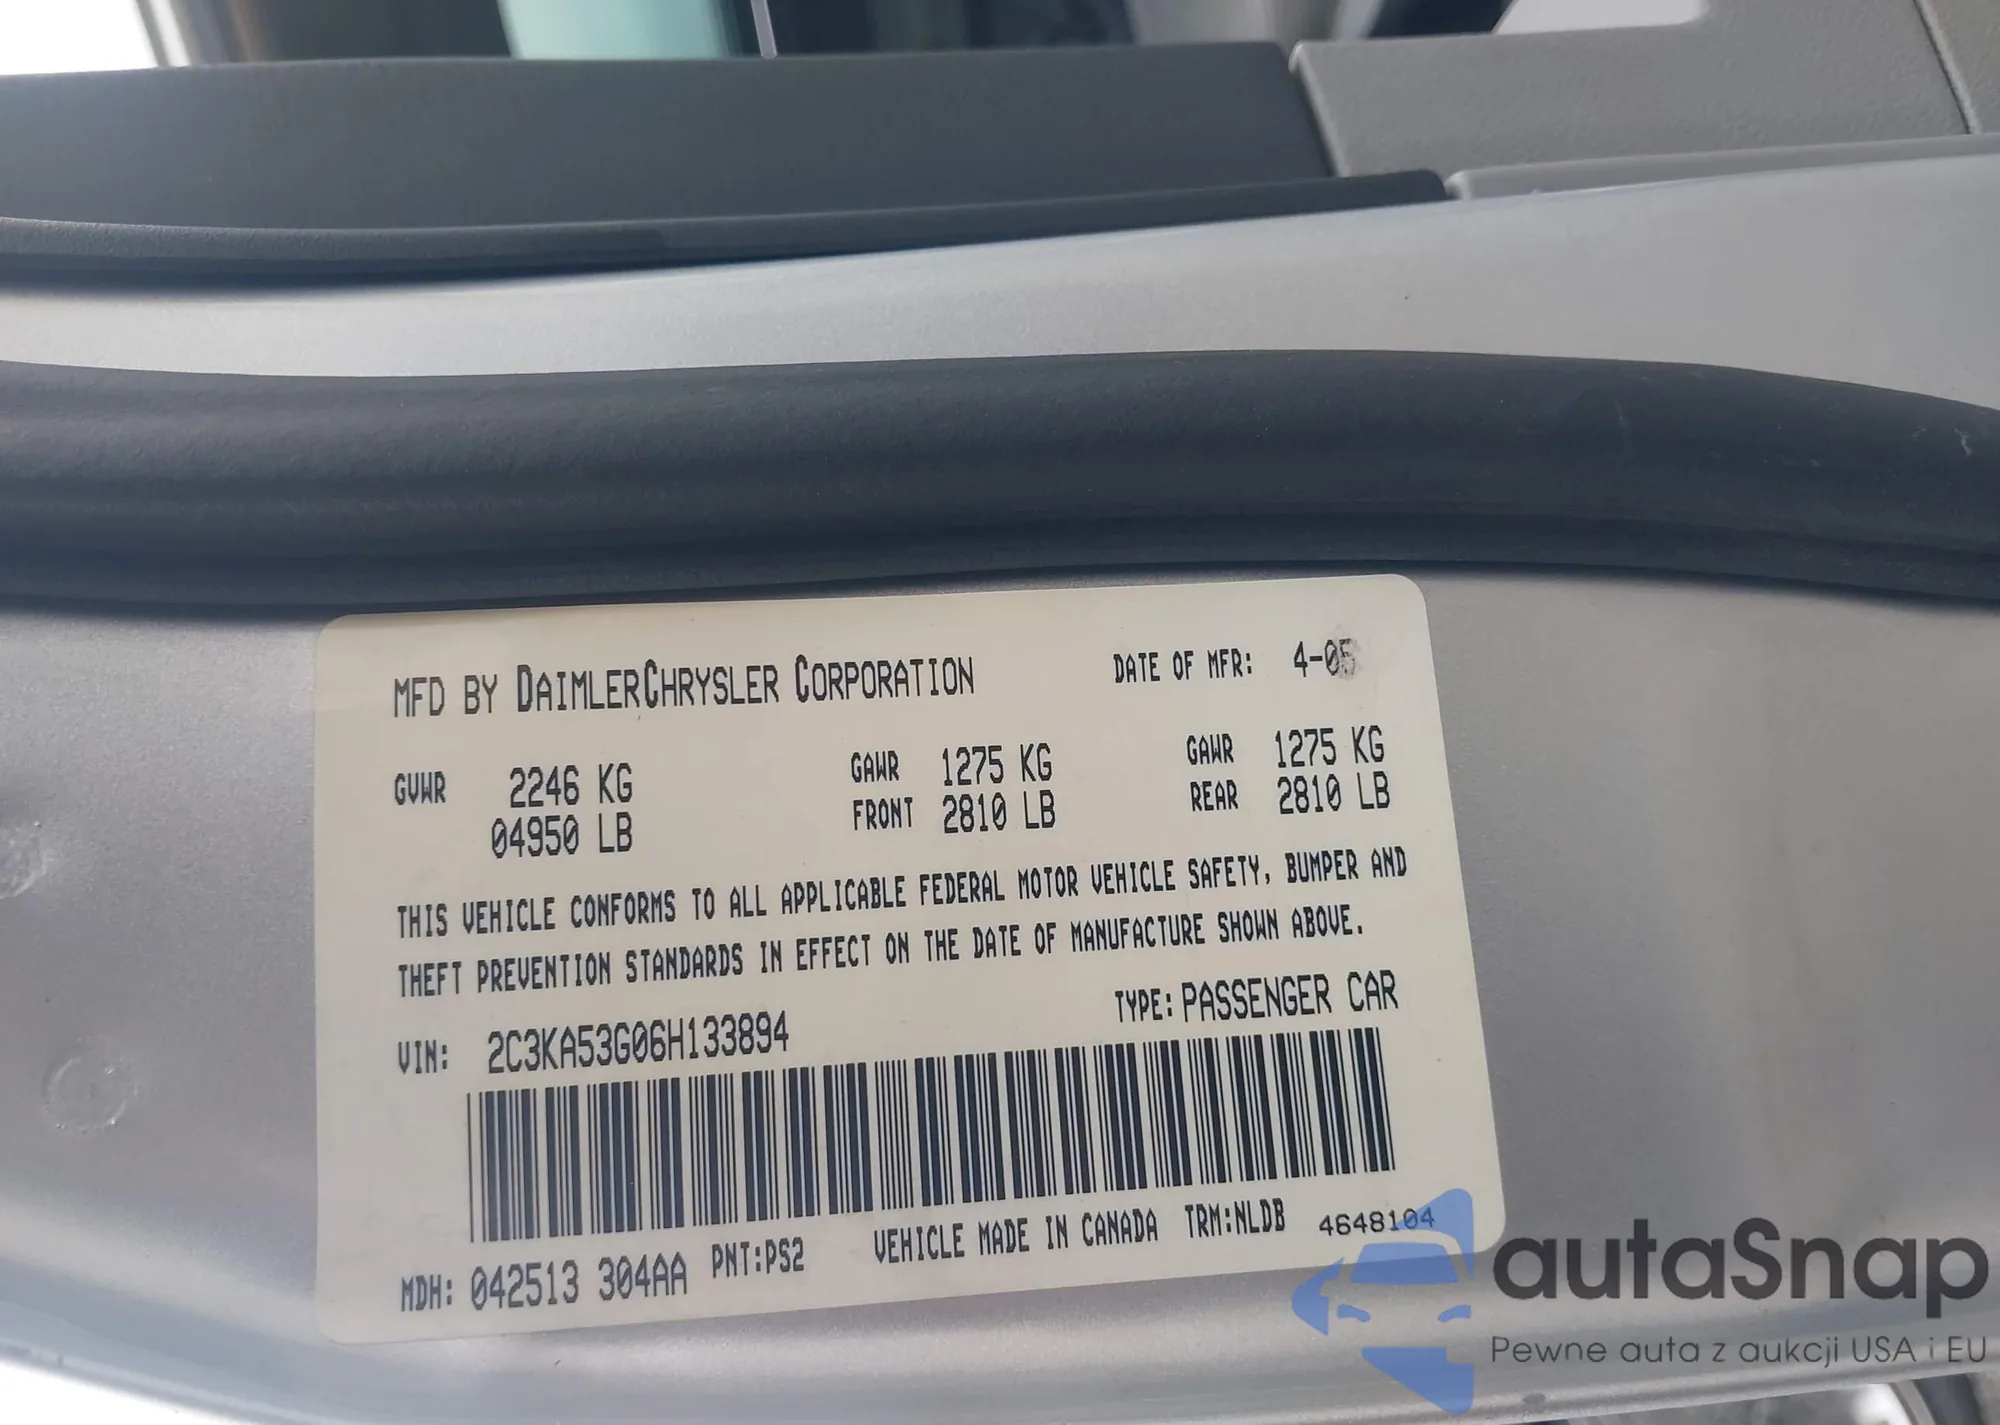 MFD BY DAIMLERCHRYSLER CORPORATION DATE OF MFR: 4-05
GVWR 2246 KG GAWR 1275 KG GAWR 1275 KG
04950 LB FRONT 2810 LB REAR 2810 LB
THIS VEHICLE CONFORMS TO ALL APPLICABLE FEDERAL MOTOR VEHICLE SAFETY, BUMPER AND
THEFT PREVENTION STANDARDS IN EFFECT ON THE DATE OF MANUFACTURE SHOWN ABOVE.
VIN: 2C3KA53G06H133894 TYPE: PASSENGER CAR
MDH: 042513 304AA PNT:PS2 VEHICLE MADE IN CANADA TRM:NLDB 4648104
autaSnap
Pewne auta z aukcji USA i EU